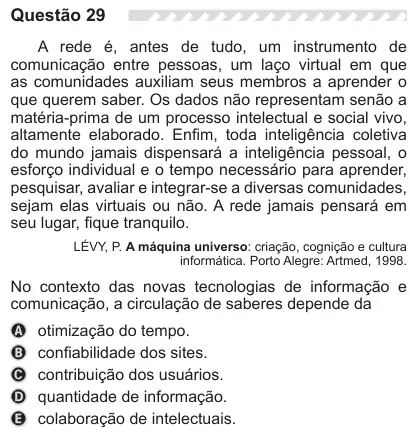 Questão 29
A rede é, antes de tudo, um instrumento de
comunicação entre pessoas, um laço virtual em que
as comunidades auxiliam seus membros a aprender o
que querem saber. Os dados não representam senão a
matéria-prima de um processo intelectual e social vivo,
altamente elaborado. Enfim, toda inteligência coletiva
do mundo jamais dispensará a inteligência pessoal, o
esforço individual e o tempo necessário para aprender,
pesquisar, avaliar e integrar-se a diversas comunidades,
sejam elas virtuais ou não. A rede jamais pensará em
seu lugar, fique tranquilo.
LÉVY, P. A máquina universo: criação, cognição e cultura
informática. Porto Alegre: Artmed, 1998.
No contexto das novas tecnologias de informação e
comunicação, a circulação de saberes depende da
A otimização do tempo.
B confiabilidade dos sites.
C contribuição dos usuários.
D quantidade de informação.
E colaboração de intelectuais.